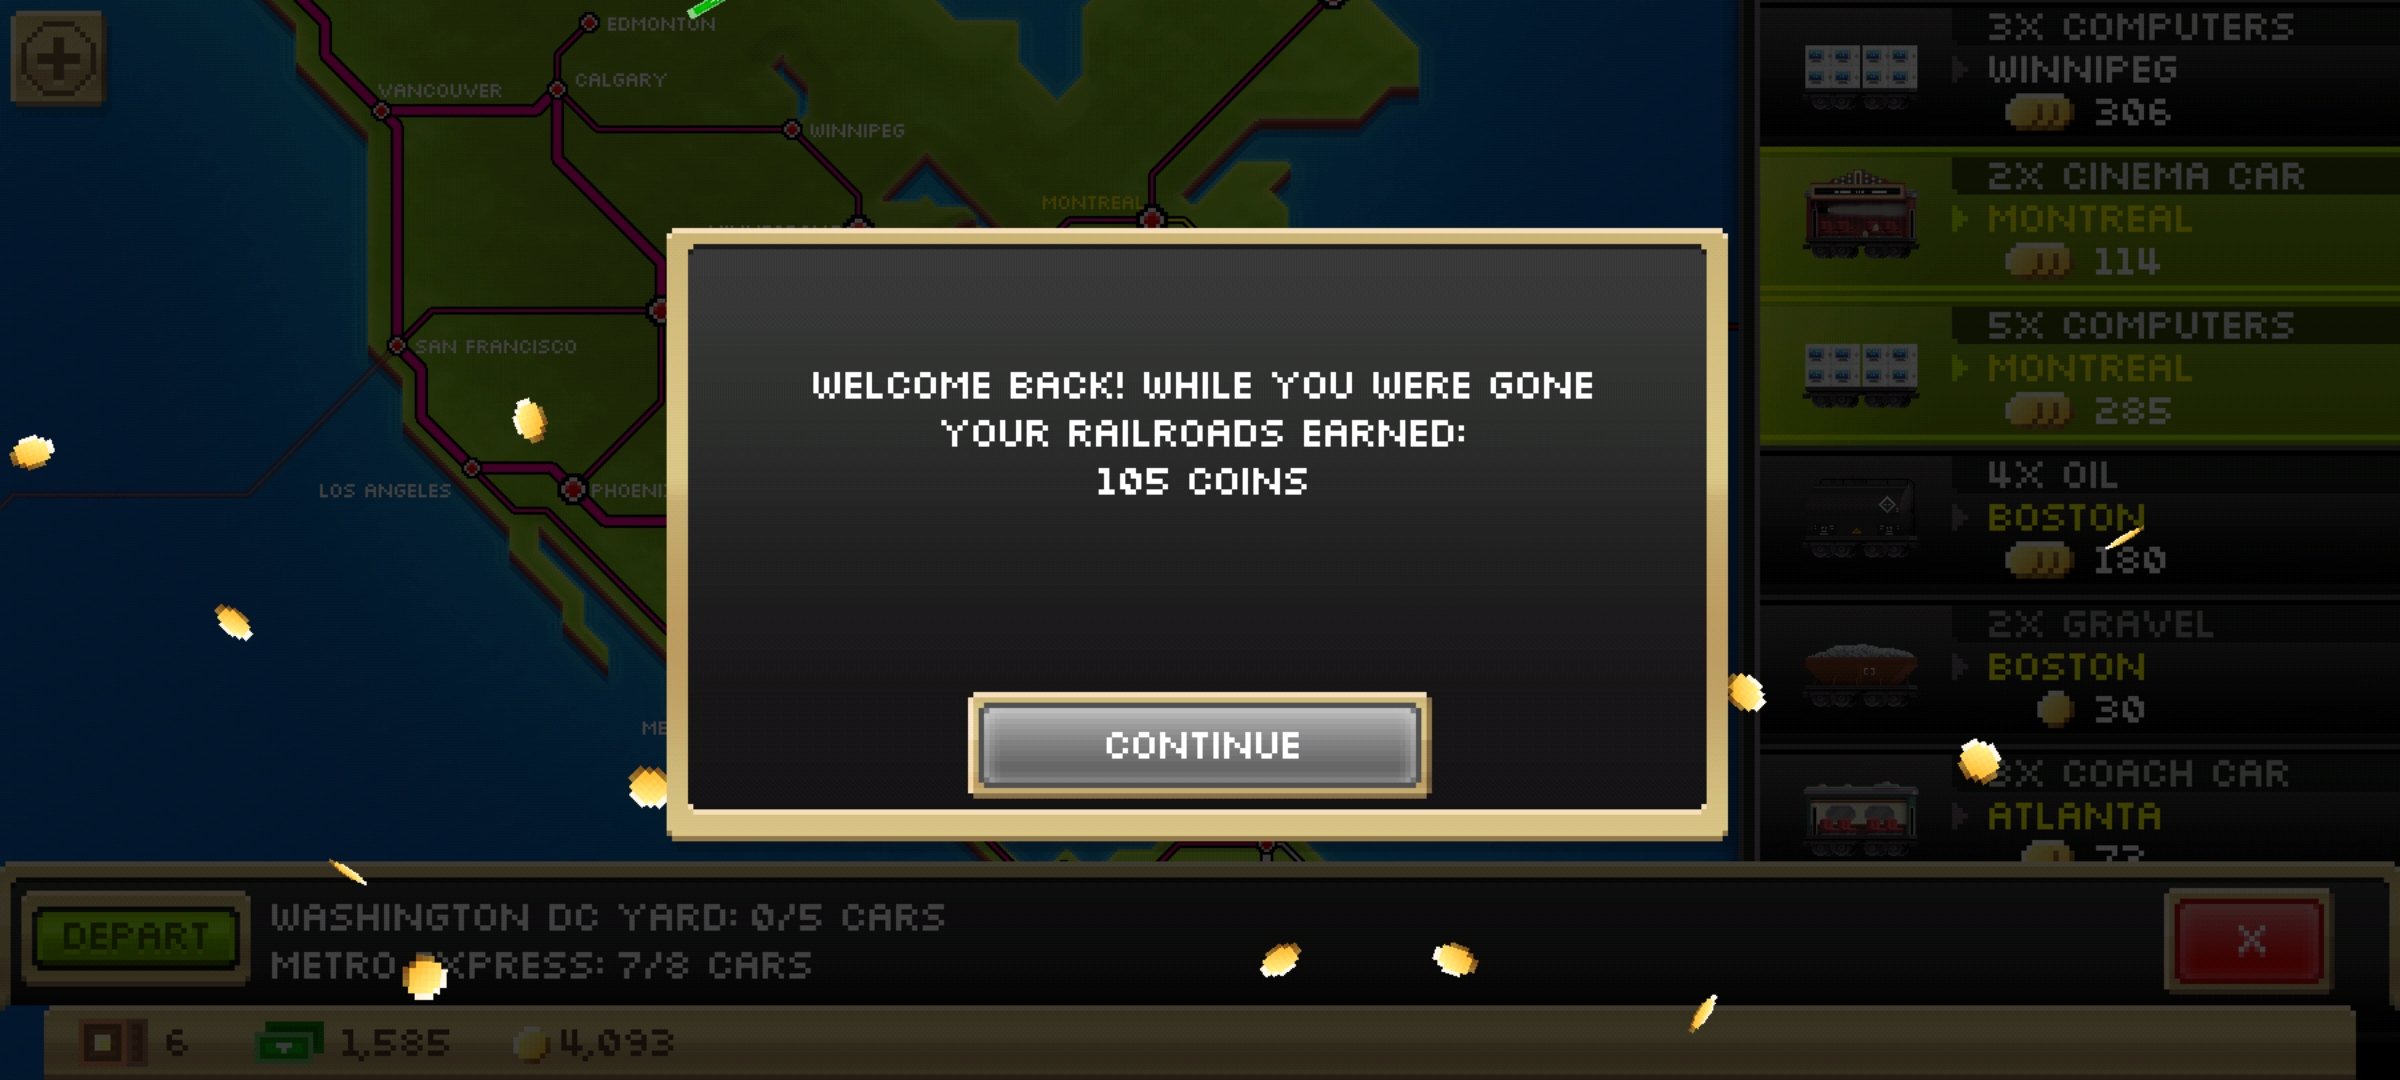 EDMONTON
CALGARY
VANCOUVER
WINNIPEG
MONTREAL
SAN FRANCISCO
LOS ANGELES
3X COMPUTERS
WINNIPEG
306
2X CINEMA CAR
MONTREAL
114
5X COMPUTERS
MONTREAL
285
4X OIL
BOSTON
180
2X GRAVEL
BOSTON
30
COACH CAR
ATLANTA
WELCOME BACK! WHILE YOU WERE GONE
YOUR RAILROADS EARNED:
105 COINS
CONTINUE
DEPART
WASHINGTON DC YARD: 0/5 CARS
METRO EXPRESS: 7/8 CARS
X
6
1,585
4,093